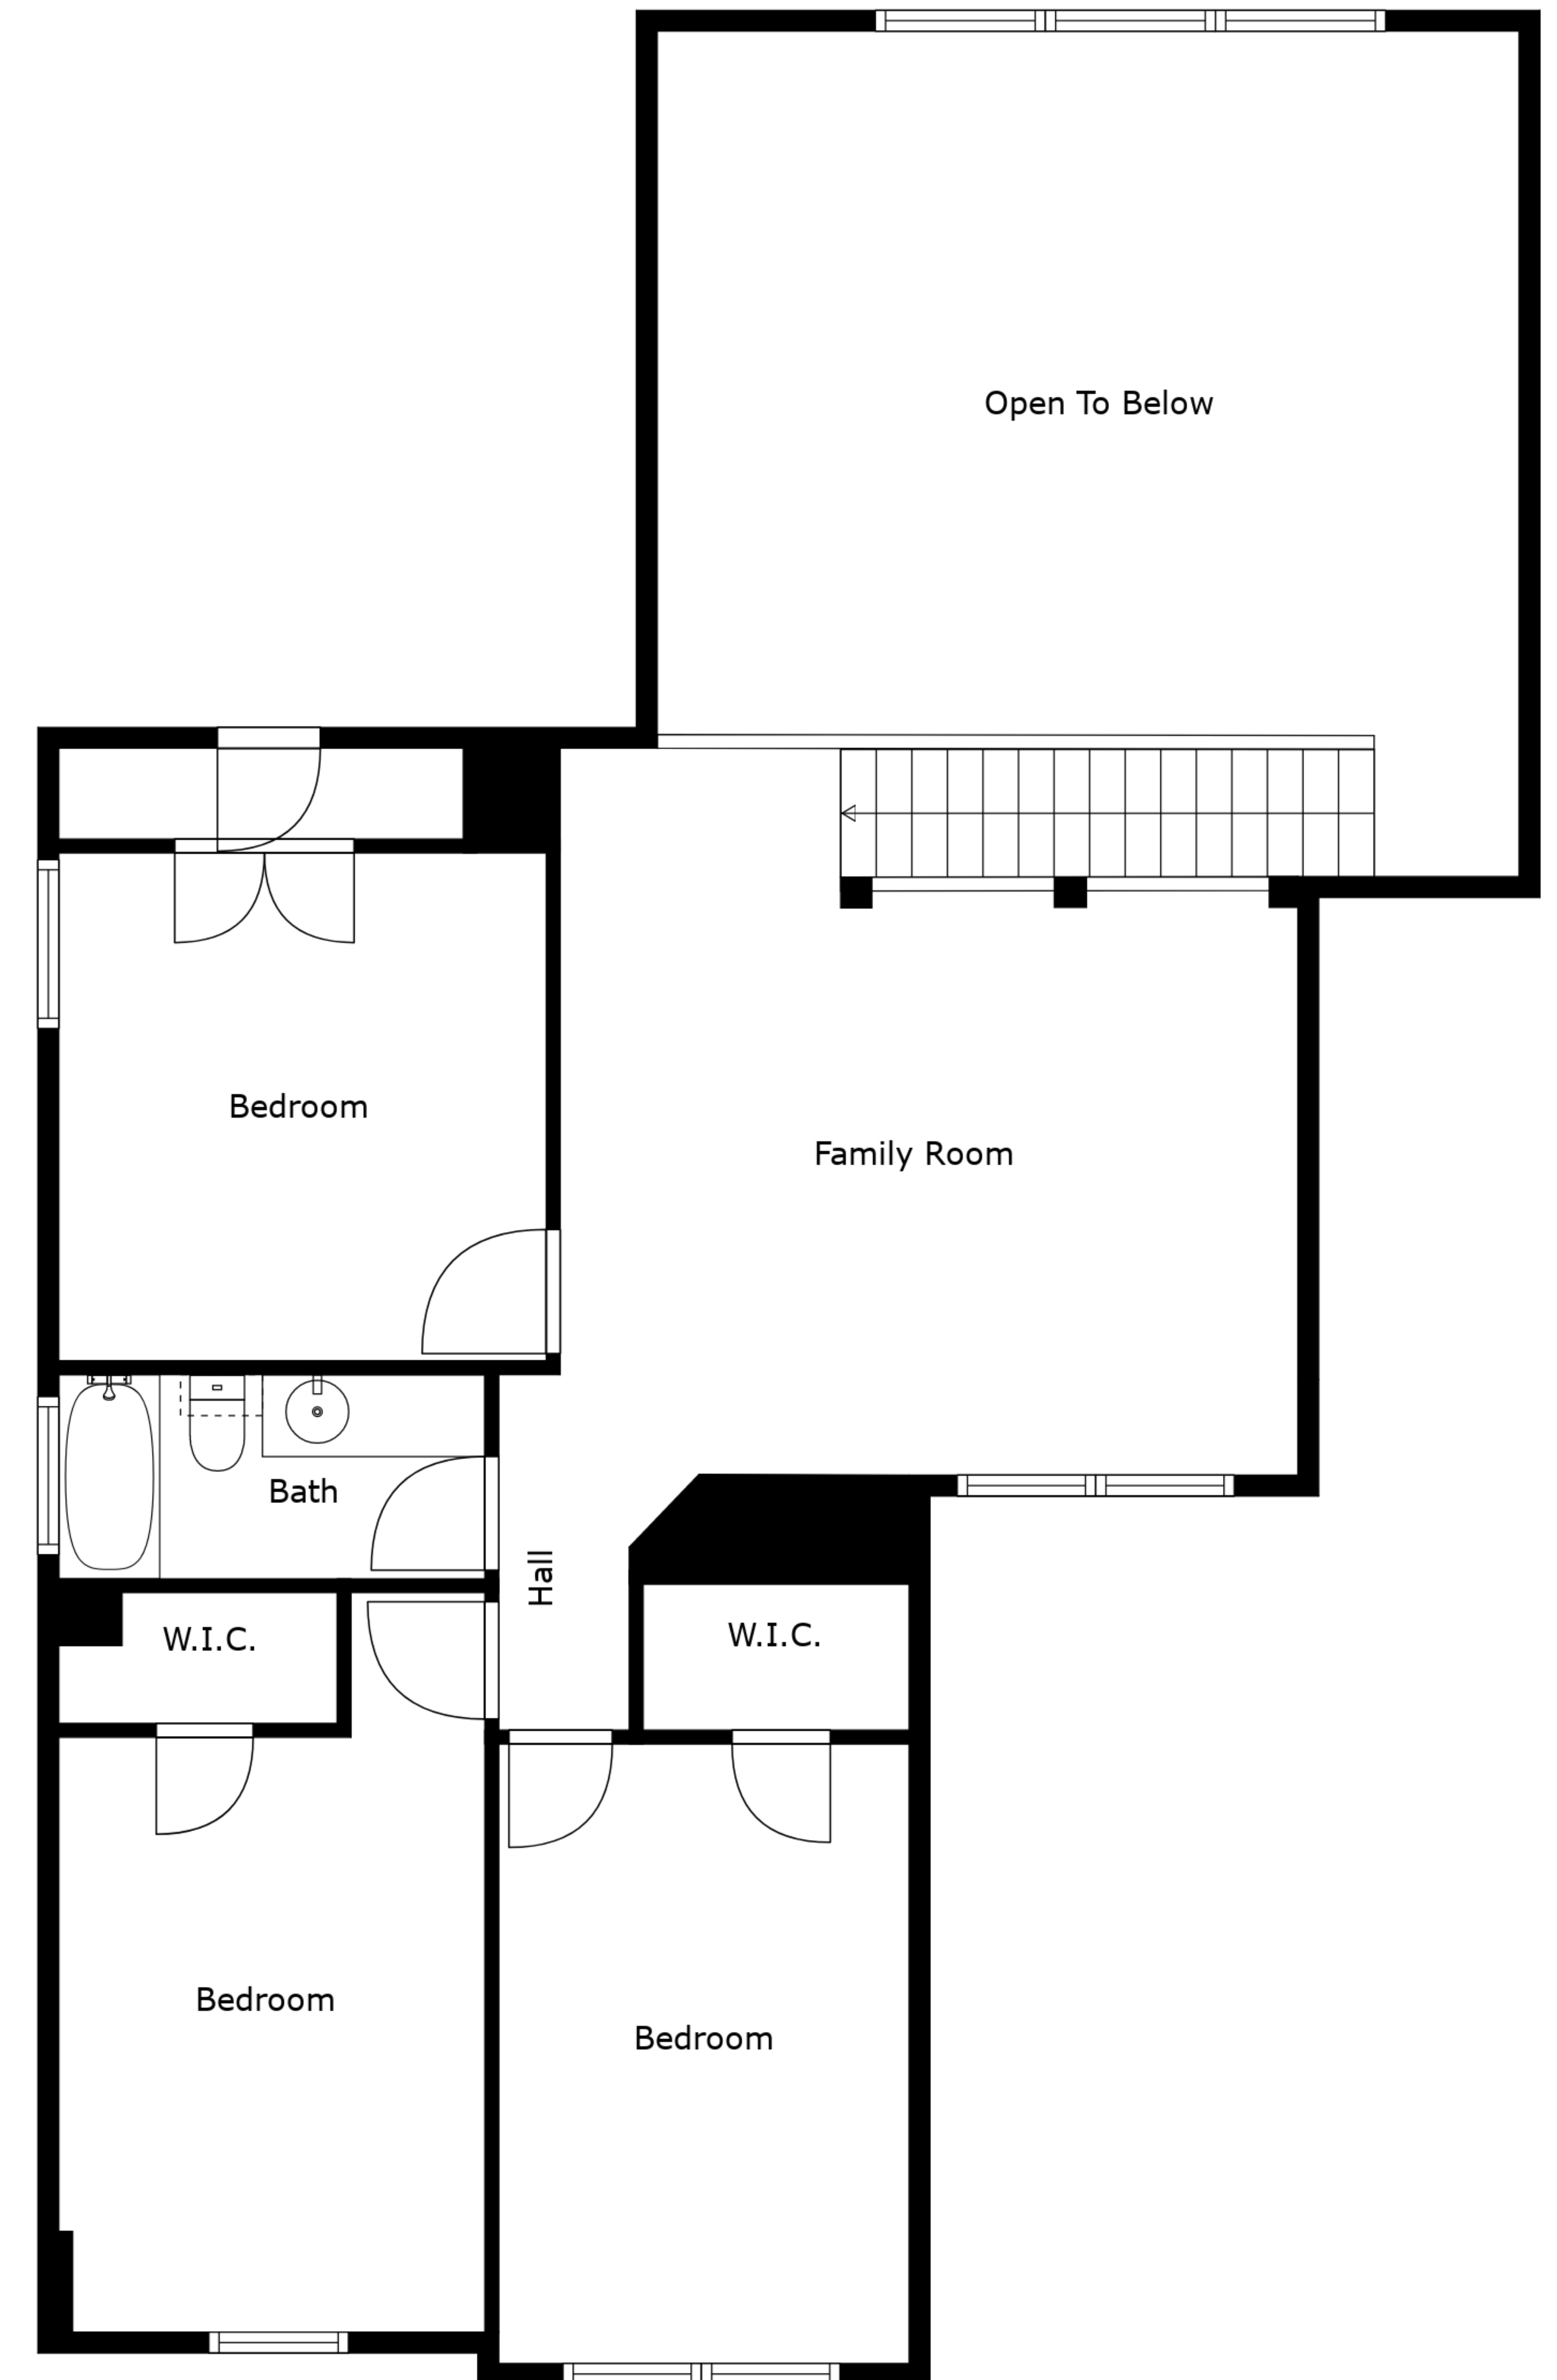 Open To Below
Bedroom
Family Room
Bath
Hall
W.I.C.
W.I.C.
Bedroom
Bedroom